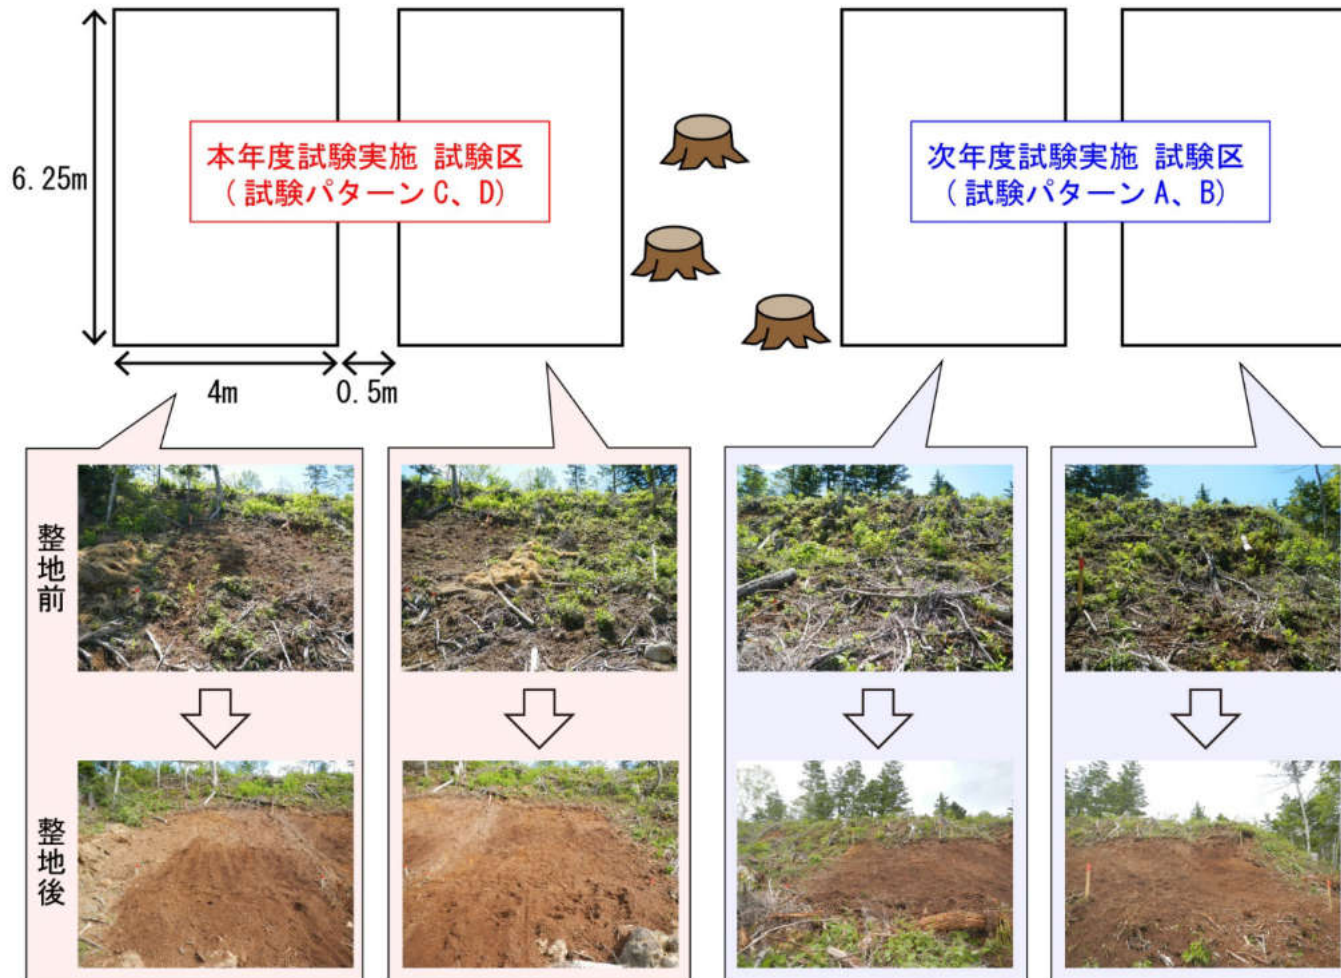 本年度試験実施 試験区
(試験パターン C、D)
次年度試験実施 試験区
(試験パターン A、B)
6.25m
4m
0.5m
整地前
整地後